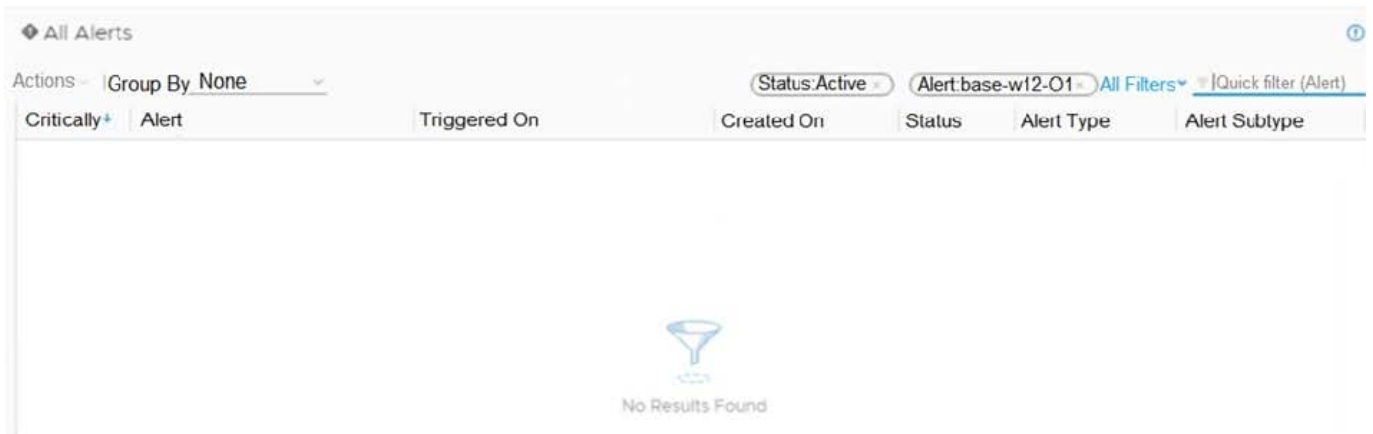 All Alerts
Actions Group By None Status:Active × Alert:base-w12-O1 × All Filters Quick filter (Alert)
Critically Alert Triggered On Created On Status Alert Type Alert Subtype
No Results Found